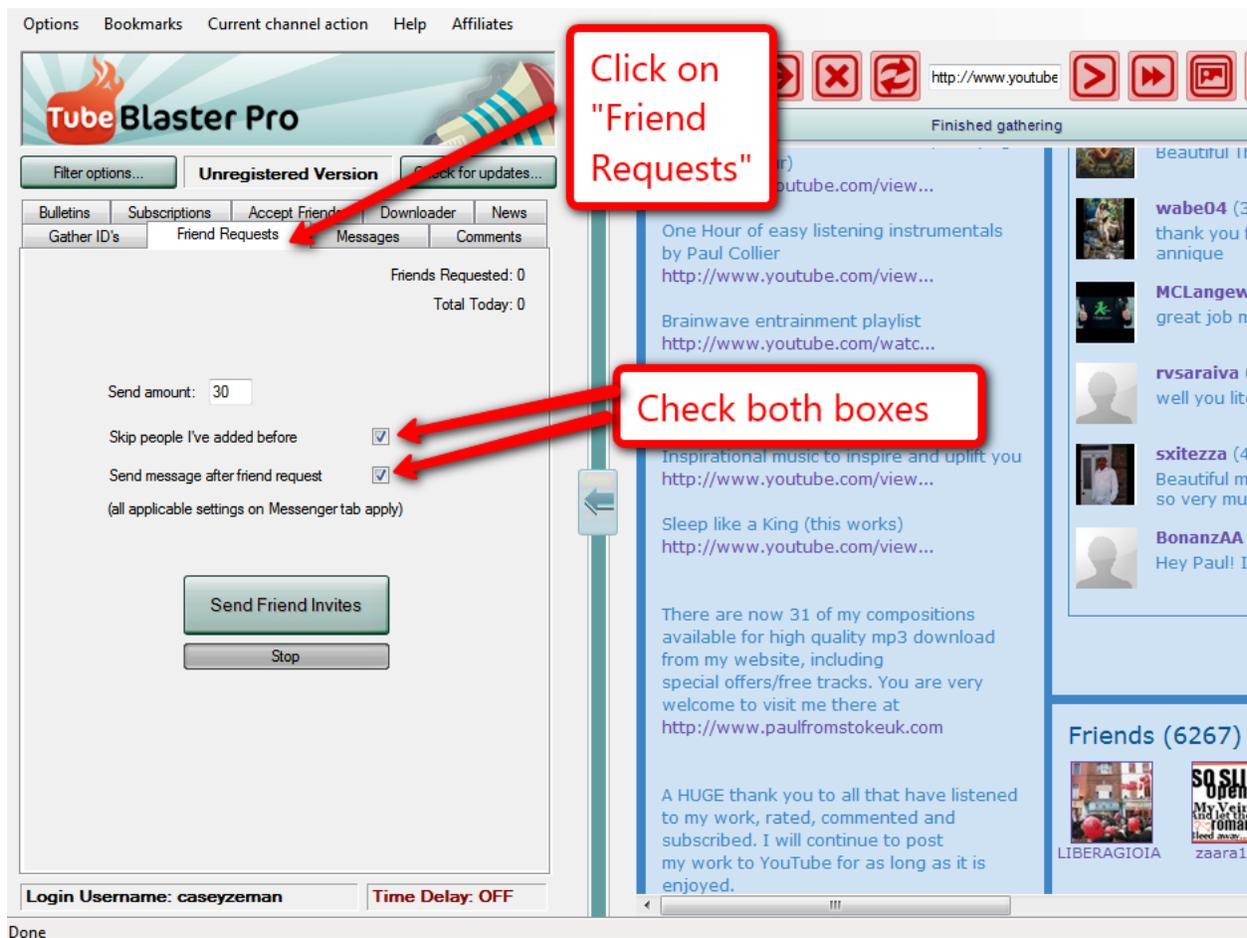 Options Bookmarks Current channel action Help Affiliates
Tube Blaster Pro
Filter options...
Unregistered Version
for updates...
Bulletins Subscriptions Accept Friends Downloader News
Gather ID's Friend Requests Messages Comments
Friends Requested: 0
Total Today: 0
Send amount: 30
Skip people I've added before
Send message after friend request
(all applicable settings on Messenger tab apply)
Send Friend Invites
Stop
Login Username: caseyzeman
Time Delay: OFF
Done
Click on
"Friend
Requests"
Check both boxes
http://www.youtube
Finished gathering
outube.com/view...
One Hour of easy listening instrumentals
by Paul Collier
http://www.youtube.com/view...
Brainwave entrainment playlist
http://www.youtube.com/watc...
Inspirational music to inspire and uplift you
http://www.youtube.com/view...
Sleep like a King (this works)
http://www.youtube.com/view...
There are now 31 of my compositions
available for high quality mp3 download
from my website, including
special offers/free tracks. You are very
welcome to visit me there at
http://www.paulfromstokeuk.com
A HUGE thank you to all that have listened
to my work, rated, commented and
subscribed. I will continue to post
my work to YouTube for as long as it is
enjoyed.
Beautiful
wabe04 (3
thank you
annique
MCLangew
great job
rvsaraiva
well you
sxitezza (4
Beautiful
so very
BonanzAA
Hey Paul! I
Friends (6267)
LIBERAGIOIA
zaara1